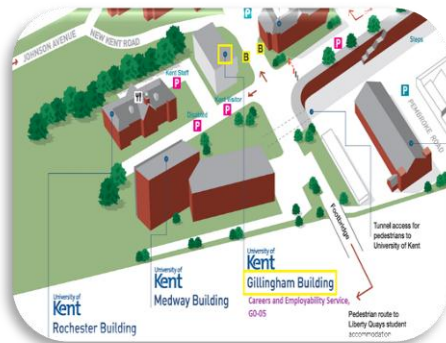 P
JOHNSON AVENUE
NEW KENT ROAD
B
B
P
Steps
Kent Staff
P
Kent Visitor
P
Disabled
P
P
PEMBROKE ROAD
Footbridge
Tunnel access for
pedestrians to
University of Kent
University of
Kent
Gillingham Building
Careers and Employability Service,
G0-05
University of
Kent
Medway Building
University of
Kent
Rochester Building
Pedestrian route to
Liberty Quays student
accommodation